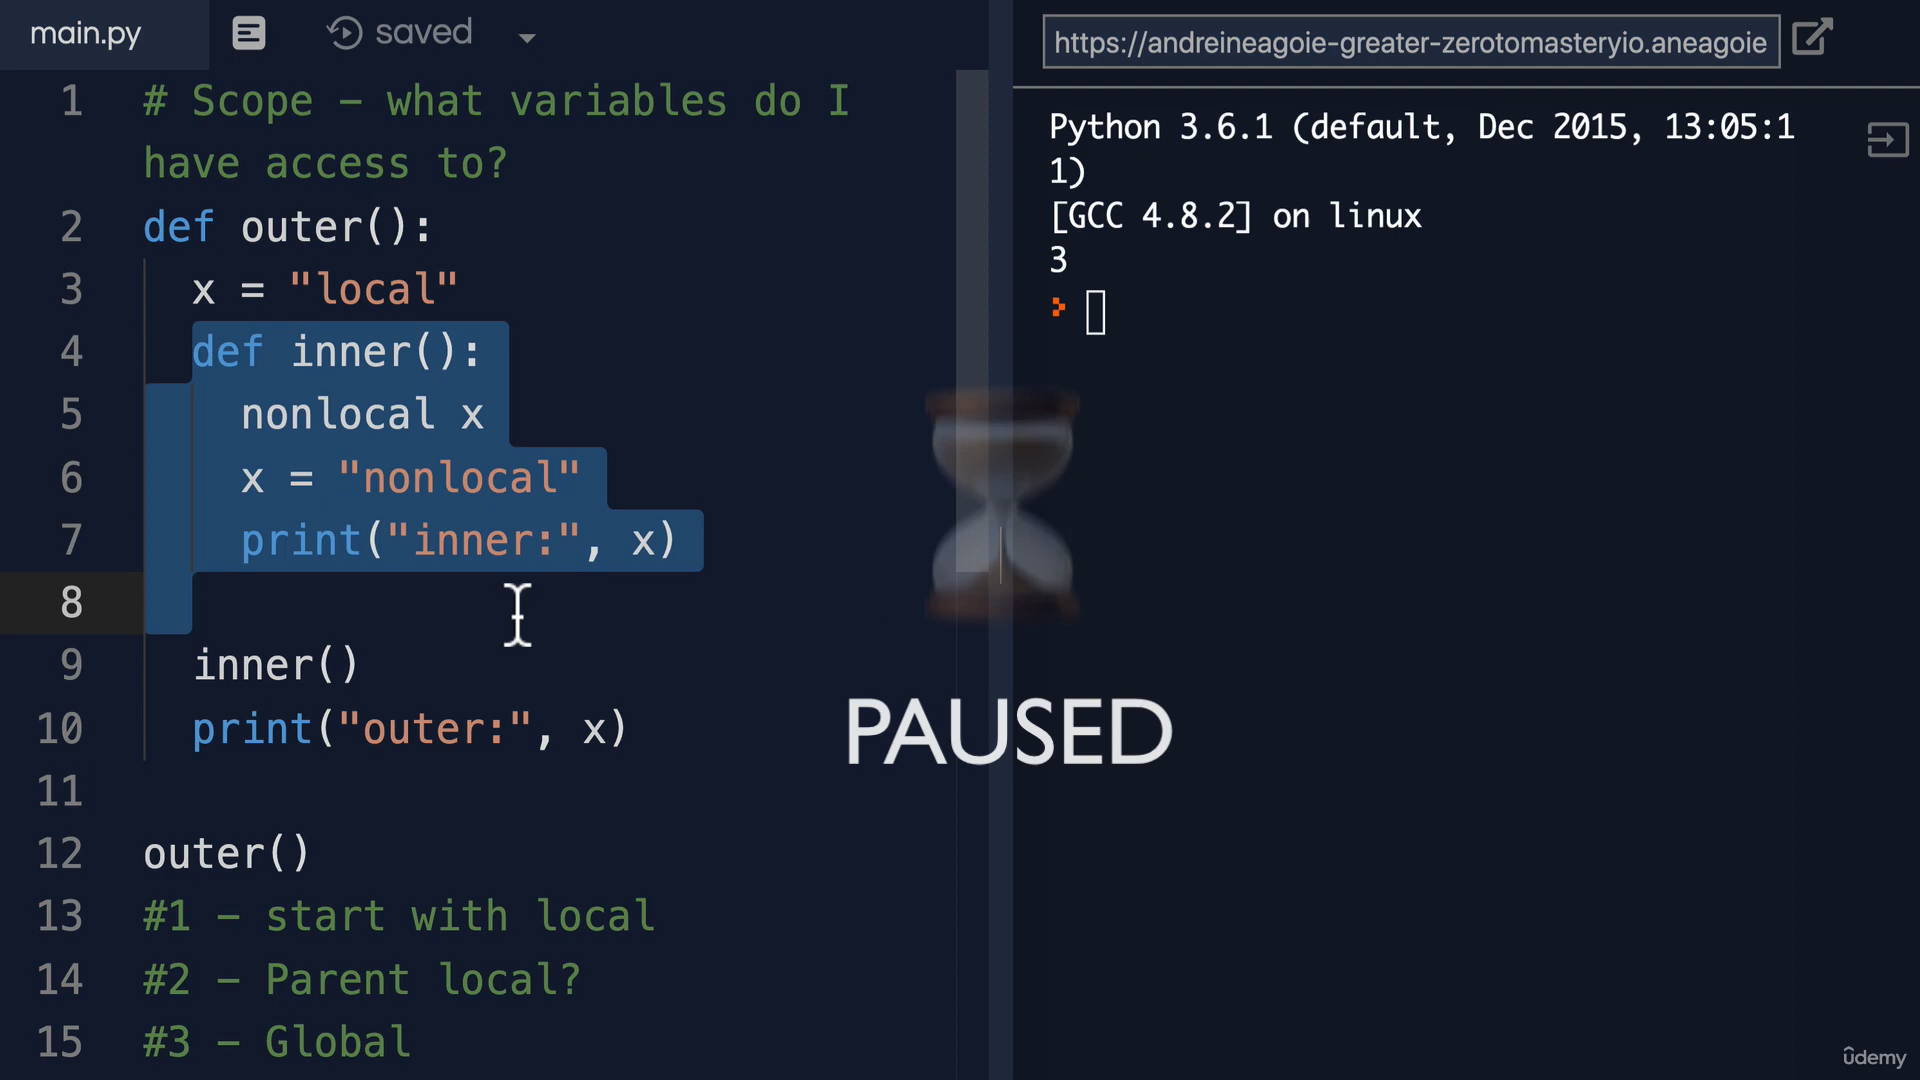 main.py
saved
https://andreineagoie-greater-zerotomasteryio.aneagoie
1 # Scope – what variables do I
have access to?
2 def outer():
3 x = "local"
4 def inner():
5 nonlocal x
6 x = "nonlocal"
7 print("inner:", x)
8
9 inner()
10 print("outer:", x)
11
12 outer()
13 #1 – start with local
14 #2 – Parent local?
15 #3 – Global
Python 3.6.1 (default, Dec 2015, 13:05:1
1)
[GCC 4.8.2] on linux
3
PAUSED
ûdemy